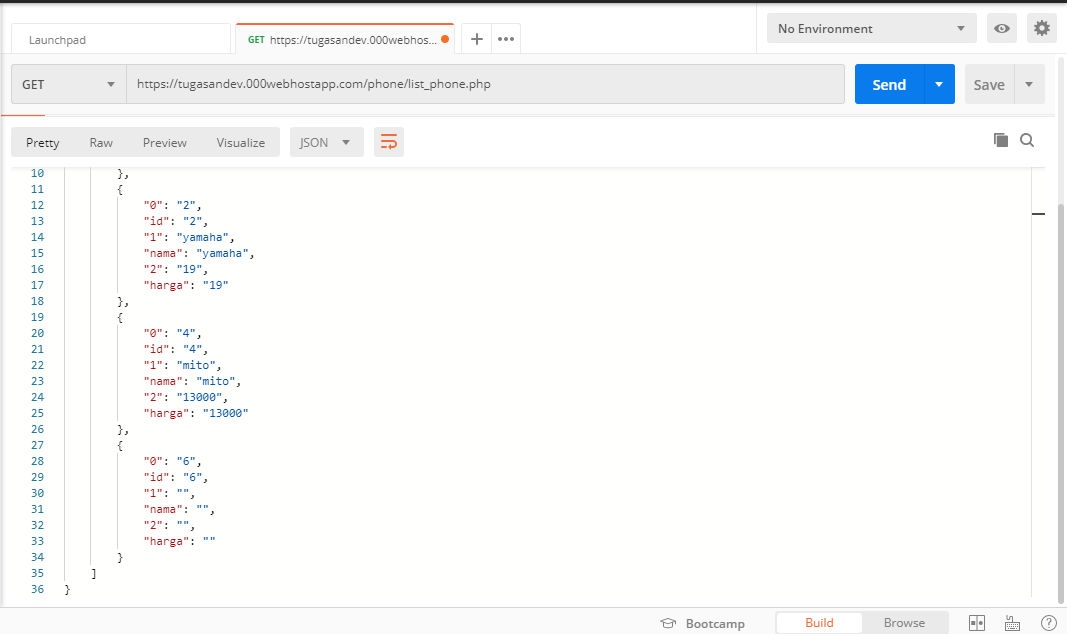 Launchpad
GET https://tugasandev.000webhos...
No Environment
GET
https://tugasandev.000webhostapp.com/phone/list_phone.php
Send
Save
Pretty Raw Preview Visualize JSON
10 },
11 {
12 "0": "2",
13 "id": "2",
14 "1": "yamaha",
15 "nama": "yamaha",
16 "2": "19",
17 "harga": "19"
18 },
19 {
20 "0": "4",
21 "id": "4",
22 "1": "mito",
23 "nama": "mito",
24 "2": "13000",
25 "harga": "13000"
26 },
27 {
28 "0": "6",
29 "id": "6",
30 "1": "",
31 "nama": "",
32 "2": "",
33 "harga": ""
34 }
35 ]
36 }
Bootcamp Build Browse